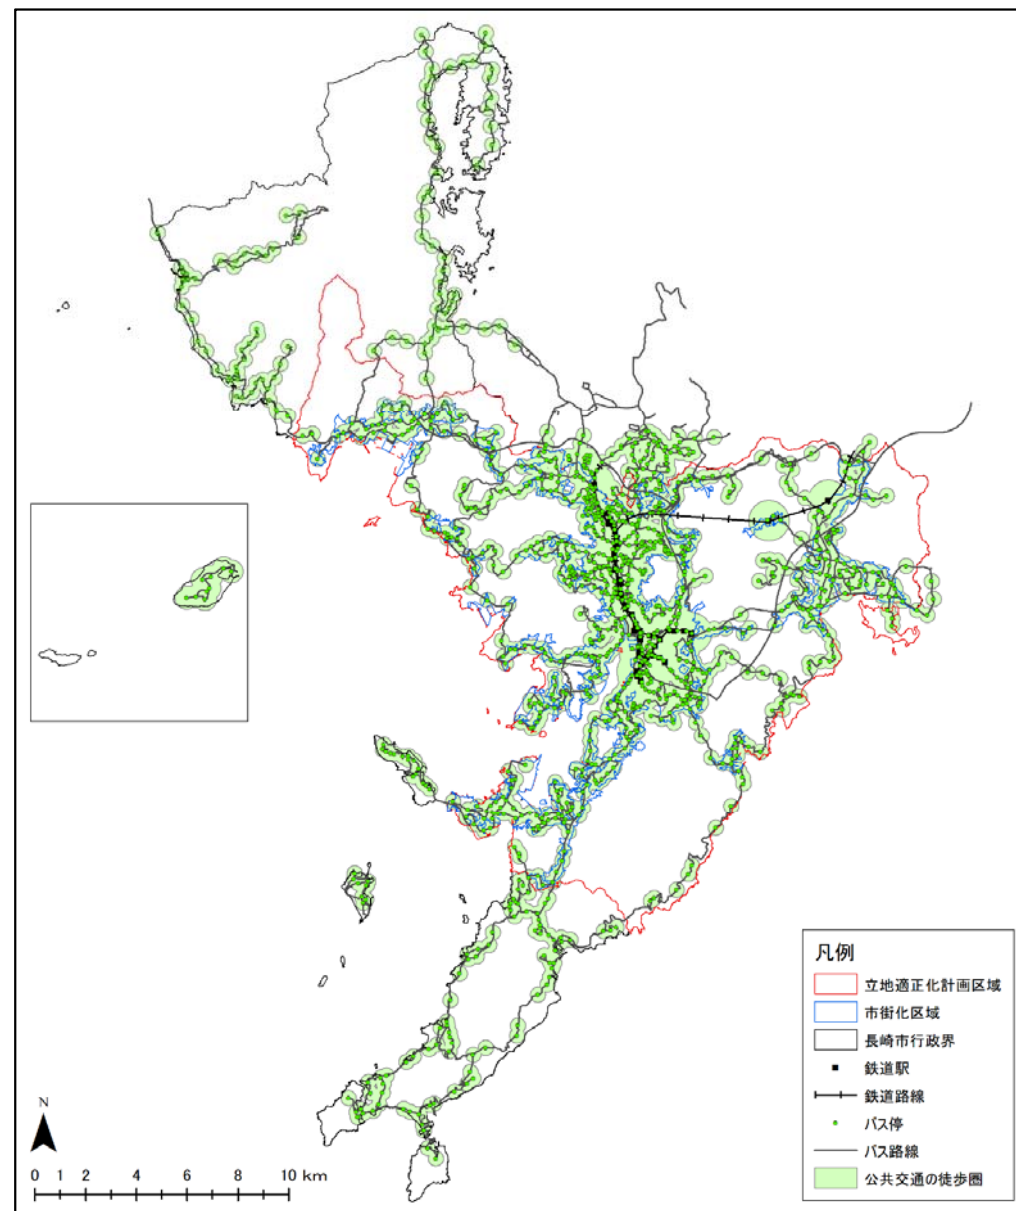 凡例
立地適正化計画区域
市街化区域
長崎市行政界
鉄道駅
鉄道路線
バス停
バス路線
公共交通の徒歩圏
N
0 1 2 4 6 8 10 km